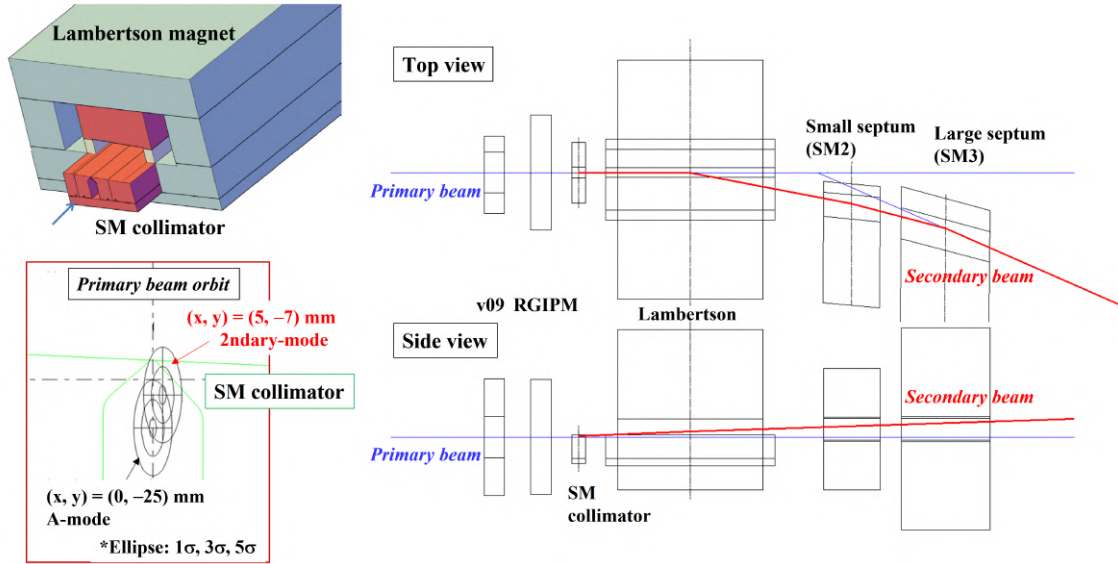 Lambertson magnet
SM collimator
Primary beam orbit
(x, y) = (5, −7) mm
2ndary-mode
SM collimator
(x, y) = (0, −25) mm
A-mode
*Ellipse: 1σ, 3σ, 5σ
Top view
Small septum
(SM2)
Large septum
(SM3)
Primary beam
Secondary beam
v09 RGIPM
Lambertson
Side view
Secondary beam
Primary beam
SM
collimator